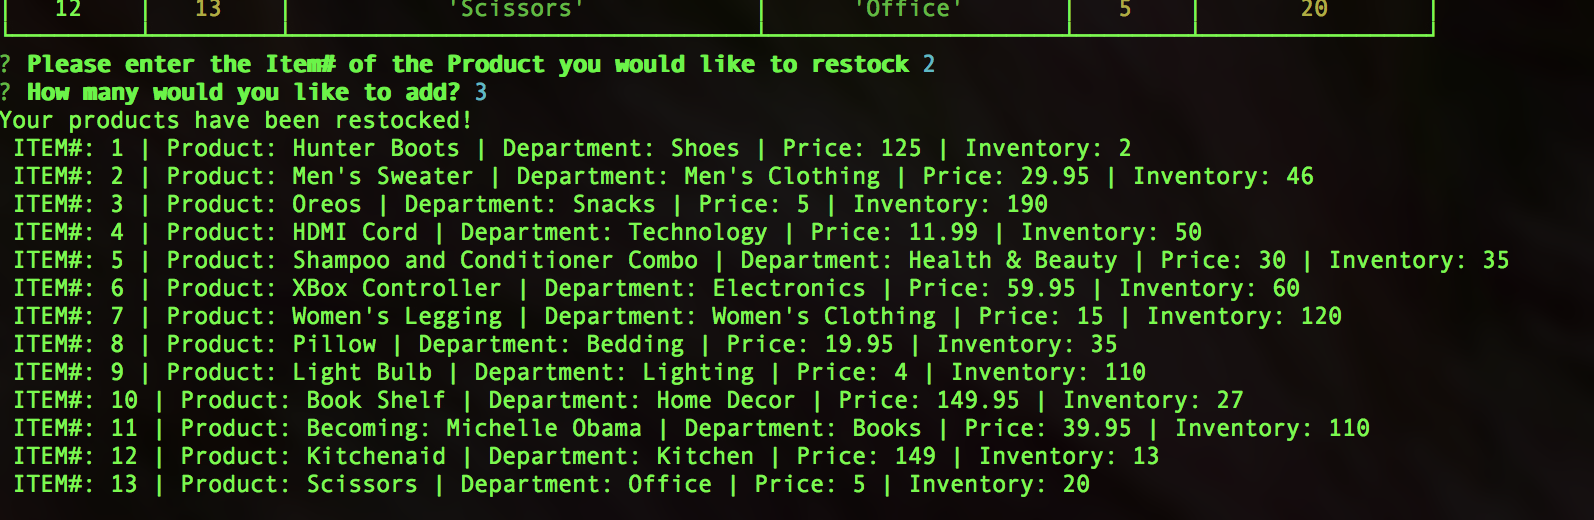 12 13 'Scissors' 'Office' 5 20
? Please enter the Item# of the Product you would like to restock 2
? How many would you like to add? 3
Your products have been restocked!
ITEM#: 1 | Product: Hunter Boots | Department: Shoes | Price: 125 | Inventory: 2
ITEM#: 2 | Product: Men's Sweater | Department: Men's Clothing | Price: 29.95 | Inventory: 46
ITEM#: 3 | Product: Oreos | Department: Snacks | Price: 5 | Inventory: 190
ITEM#: 4 | Product: HDMI Cord | Department: Technology | Price: 11.99 | Inventory: 50
ITEM#: 5 | Product: Shampoo and Conditioner Combo | Department: Health & Beauty | Price: 30 | Inventory: 35
ITEM#: 6 | Product: XBox Controller | Department: Electronics | Price: 59.95 | Inventory: 60
ITEM#: 7 | Product: Women's Legging | Department: Women's Clothing | Price: 15 | Inventory: 120
ITEM#: 8 | Product: Pillow | Department: Bedding | Price: 19.95 | Inventory: 35
ITEM#: 9 | Product: Light Bulb | Department: Lighting | Price: 4 | Inventory: 110
ITEM#: 10 | Product: Book Shelf | Department: Home Decor | Price: 149.95 | Inventory: 27
ITEM#: 11 | Product: Becoming: Michelle Obama | Department: Books | Price: 39.95 | Inventory: 110
ITEM#: 12 | Product: Kitchenaid | Department: Kitchen | Price: 149 | Inventory: 13
ITEM#: 13 | Product: Scissors | Department: Office | Price: 5 | Inventory: 20